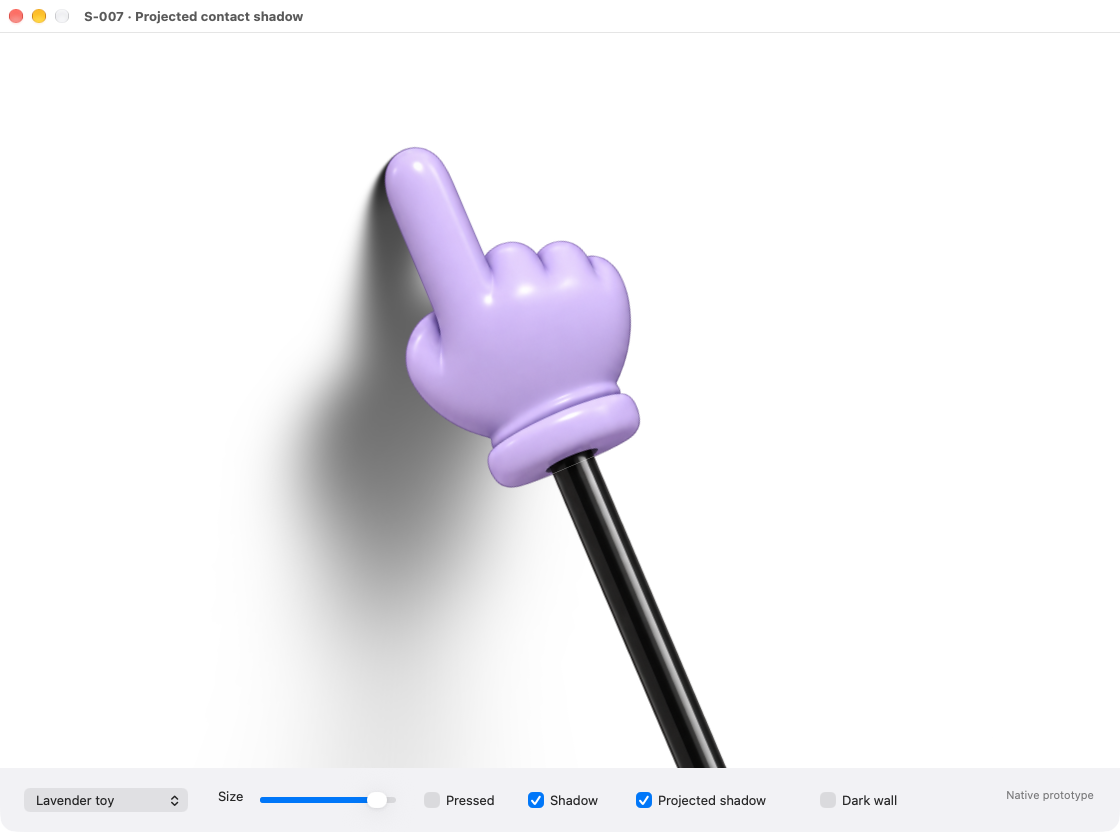 S-007 · Projected contact shadow
Lavender toy
Size
Pressed
Shadow
Projected shadow
Dark wall
Native prototype